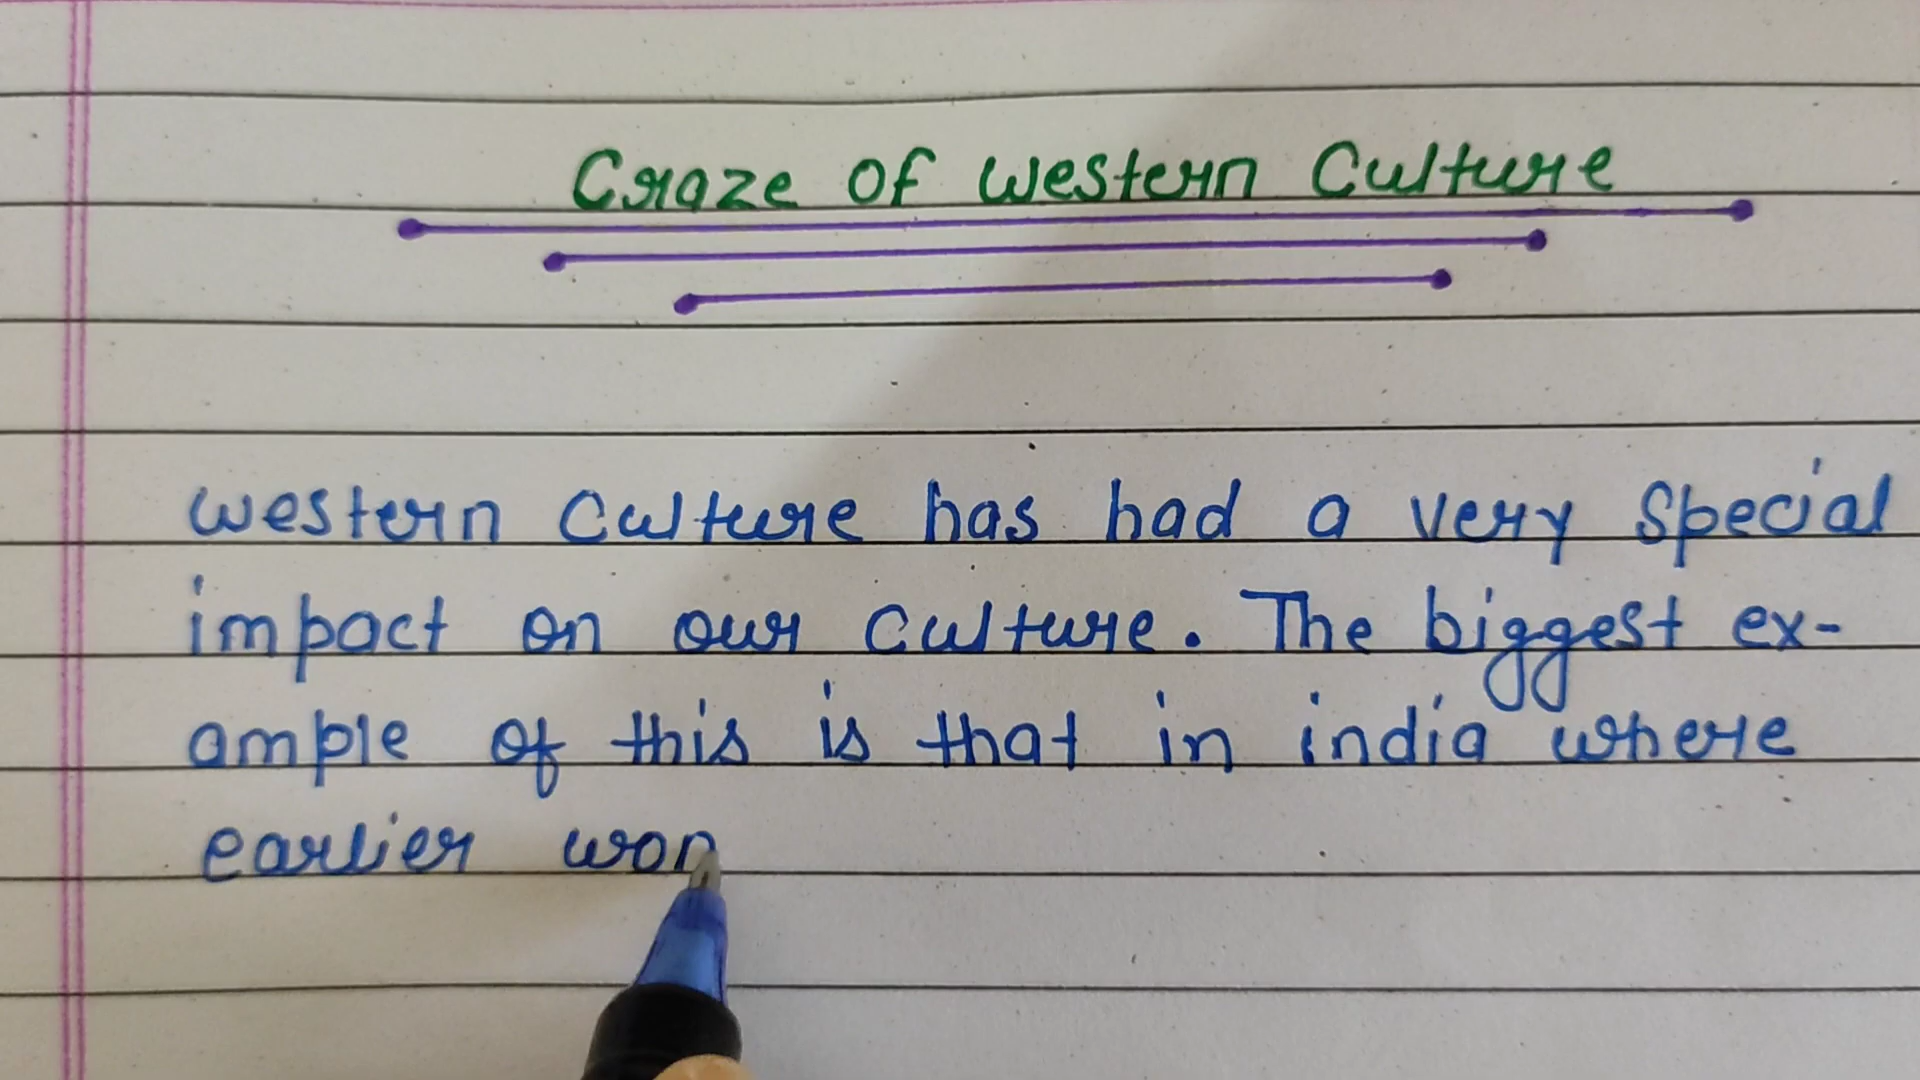 Craze of western Culture
western Culture has had a very special
impact on our culture. The biggest ex-
ample of this is that in india where
earlier